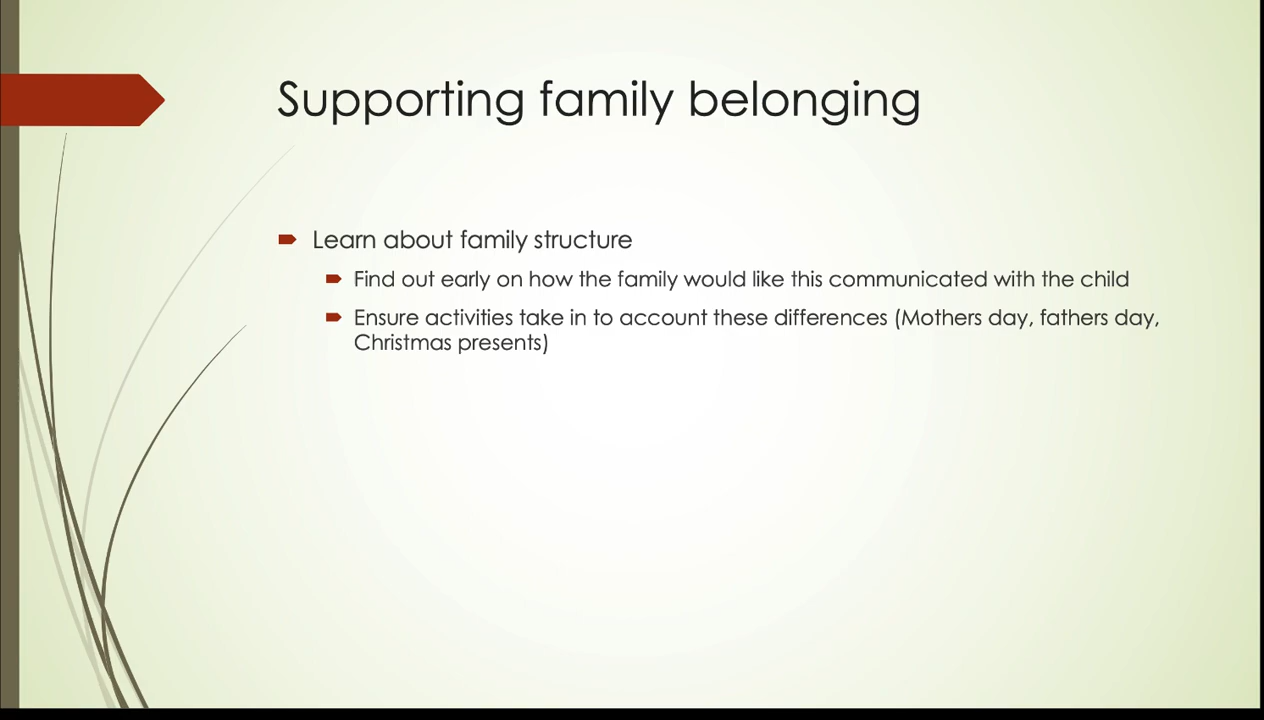 Supporting family belonging
Learn about family structure
Find out early on how the family would like this communicated with the child
Ensure activities take in to account these differences (Mothers day, fathers day,
Christmas presents)